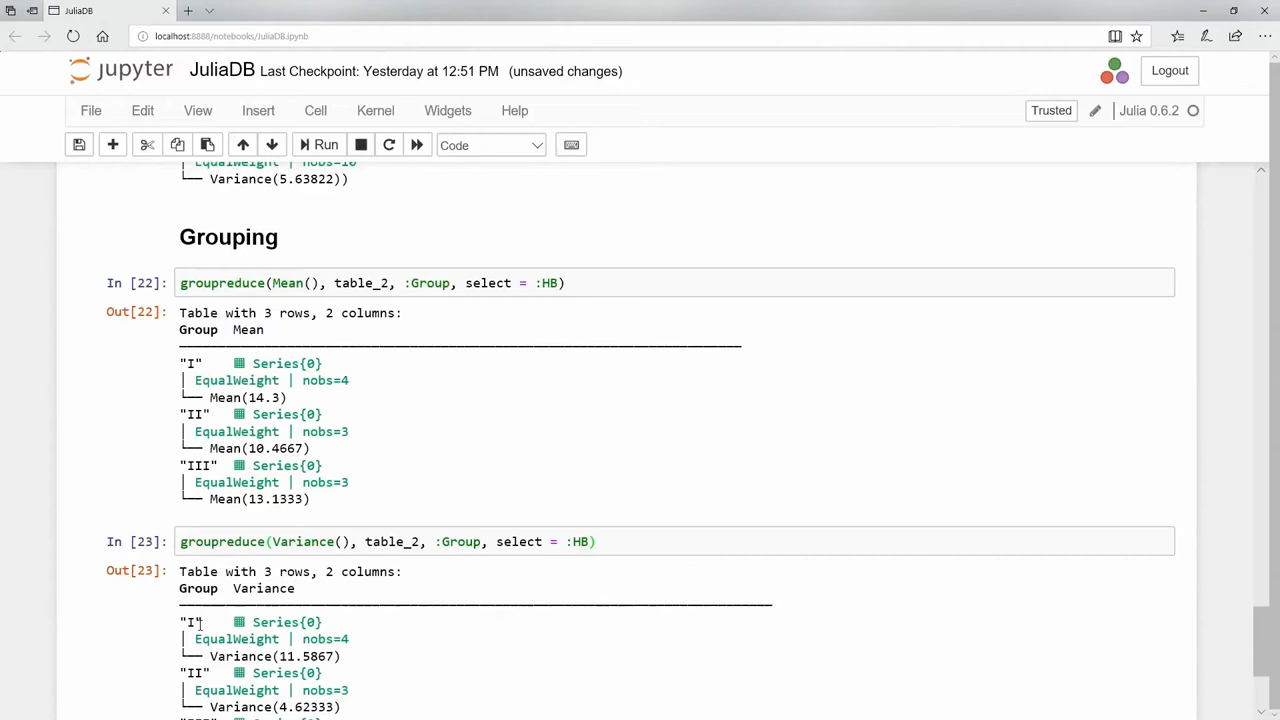 JuliaDB
localhost:8888/notebooks/JuliaDB.ipynb
jupyter JuliaDB Last Checkpoint: Yesterday at 12:51 PM (unsaved changes) Logout
File Edit View Insert Cell Kernel Widgets Help Trusted Julia 0.6.2
Run Code
EqualWeight | nobs=10
└── Variance(5.63822))
Grouping
In [22]: groupreduce(Mean(), table_2, :Group, select = :HB)
Out[22]: Table with 3 rows, 2 columns:
Group Mean
"I" ▦ Series{0}
│ EqualWeight | nobs=4
└── Mean(14.3)
"II" ▦ Series{0}
│ EqualWeight | nobs=3
└── Mean(10.4667)
"III" ▦ Series{0}
│ EqualWeight | nobs=3
└── Mean(13.1333)
In [23]: groupreduce(Variance(), table_2, :Group, select = :HB)
Out[23]: Table with 3 rows, 2 columns:
Group Variance
"I" ▦ Series{0}
│ EqualWeight | nobs=4
└── Variance(11.5867)
"II" ▦ Series{0}
│ EqualWeight | nobs=3
└── Variance(4.62333)